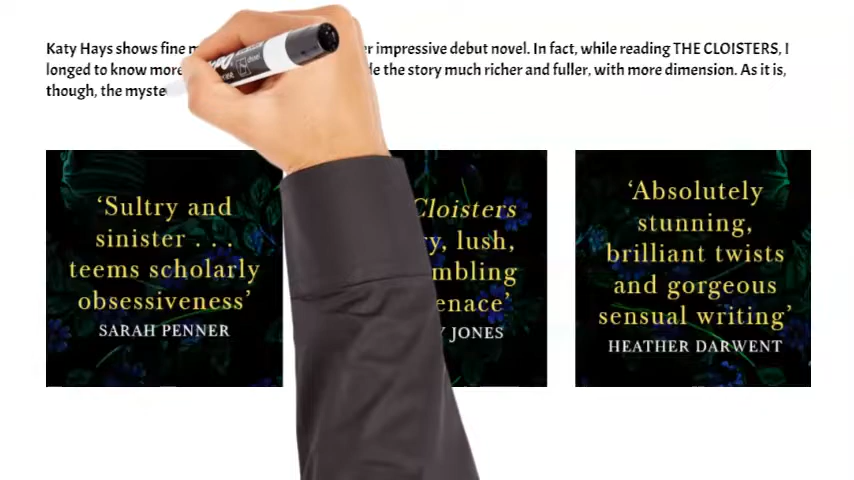 Katy Hays shows fine er impressive debut novel. In fact, while reading THE CLOISTERS, I
longed to know more the story much richer and fuller, with more dimension. As it is,
though, the myste
‘Sultry and
sinister . . .
teems scholarly
obsessiveness’
SARAH PENNER
Cloisters
lush,
mbling
enace’
JONES
‘Absolutely
stunning,
brilliant twists
and gorgeous
sensual writing’
HEATHER DARWENT